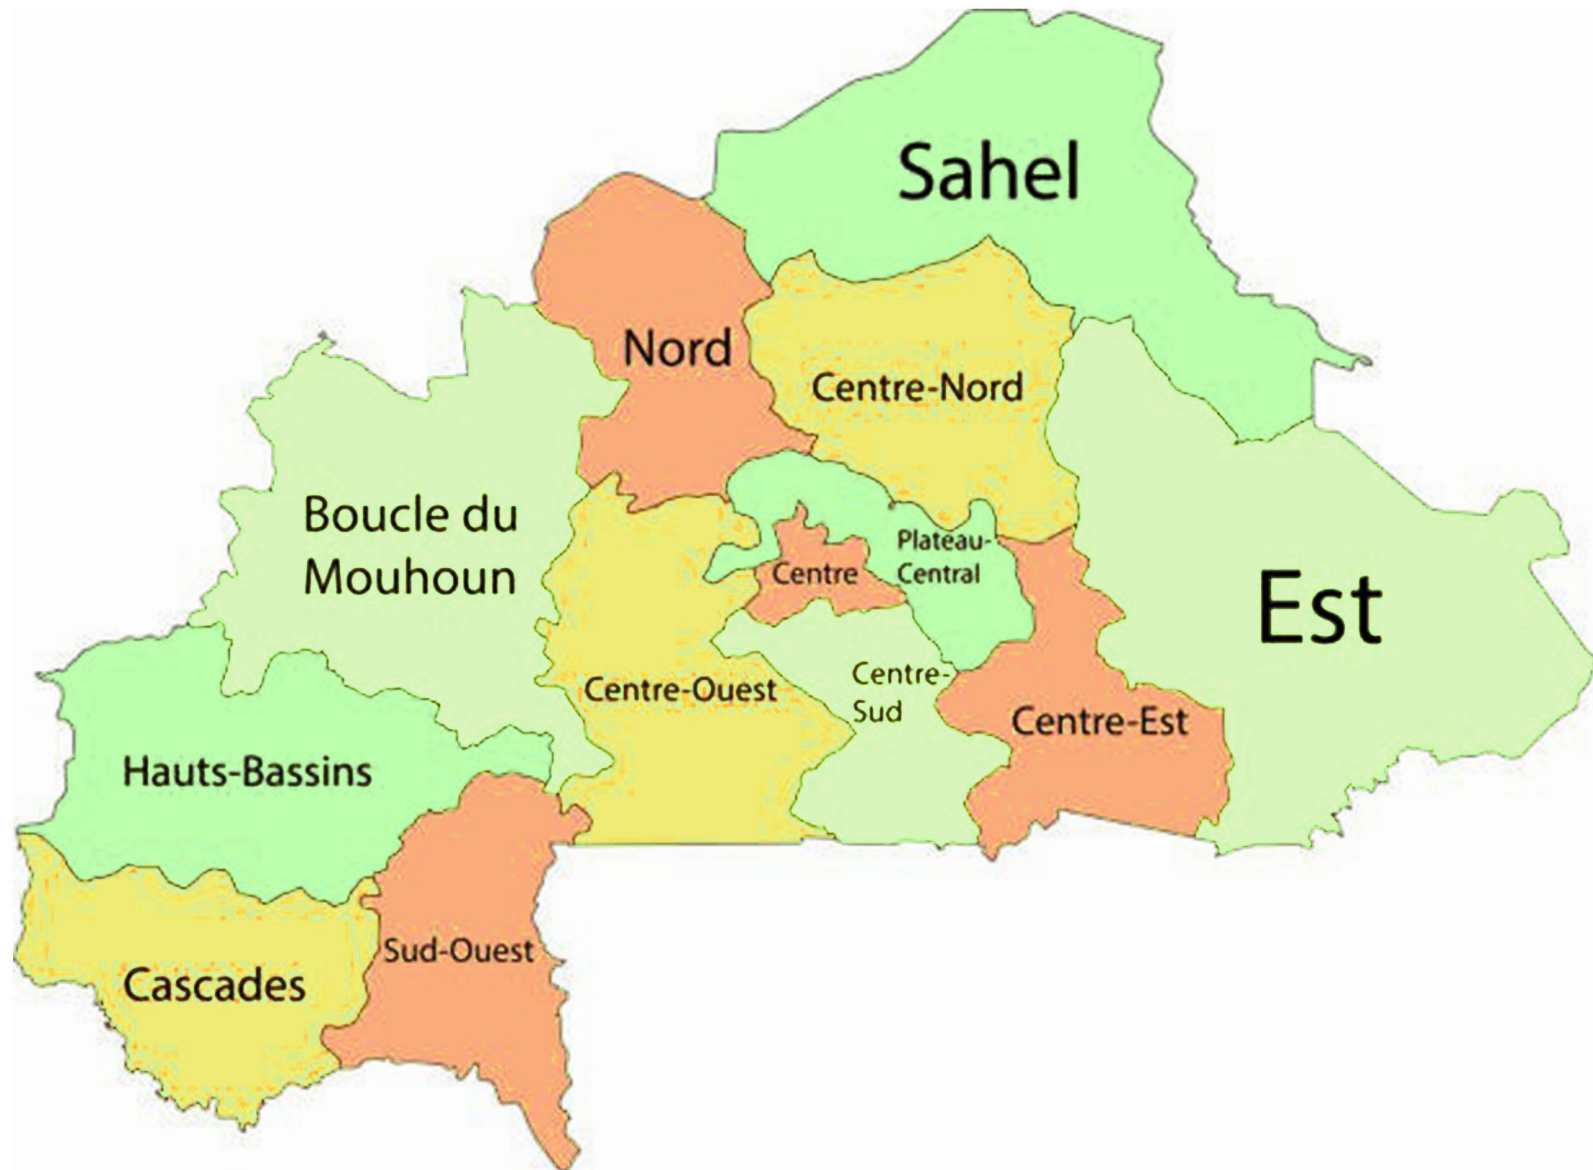 Sahel
Nord
Centre-Nord
Boucle du
Mouhoun
Plateau-
Central
Centre
Est
Centre-Ouest
Centre-
Sud
Centre-Est
Hauts-Bassins
Sud-Ouest
Cascades